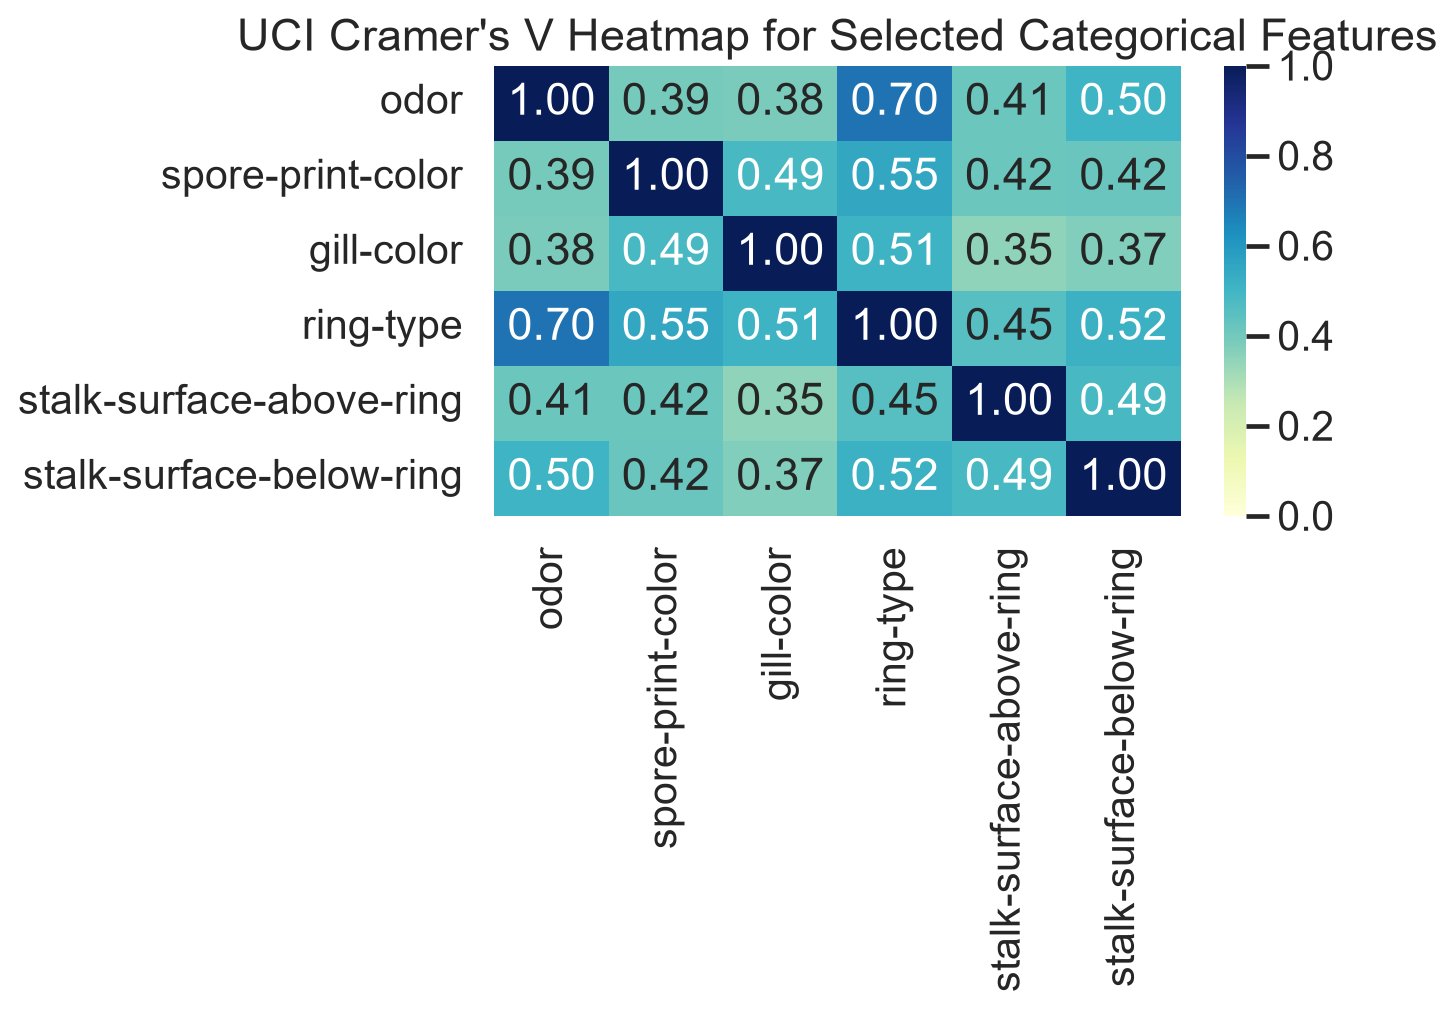 UCI Cramer's V Heatmap for Selected Categorical Features
odor 1.00 0.39 0.38 0.70 0.41 0.50
spore-print-color 0.39 1.00 0.49 0.55 0.42 0.42
gill-color 0.38 0.49 1.00 0.51 0.35 0.37
ring-type 0.70 0.55 0.51 1.00 0.45 0.52
stalk-surface-above-ring 0.41 0.42 0.35 0.45 1.00 0.49
stalk-surface-below-ring 0.50 0.42 0.37 0.52 0.49 1.00
odor
spore-print-color
gill-color
ring-type
stalk-surface-above-ring
stalk-surface-below-ring
1.0
0.8
0.6
0.4
0.2
0.0